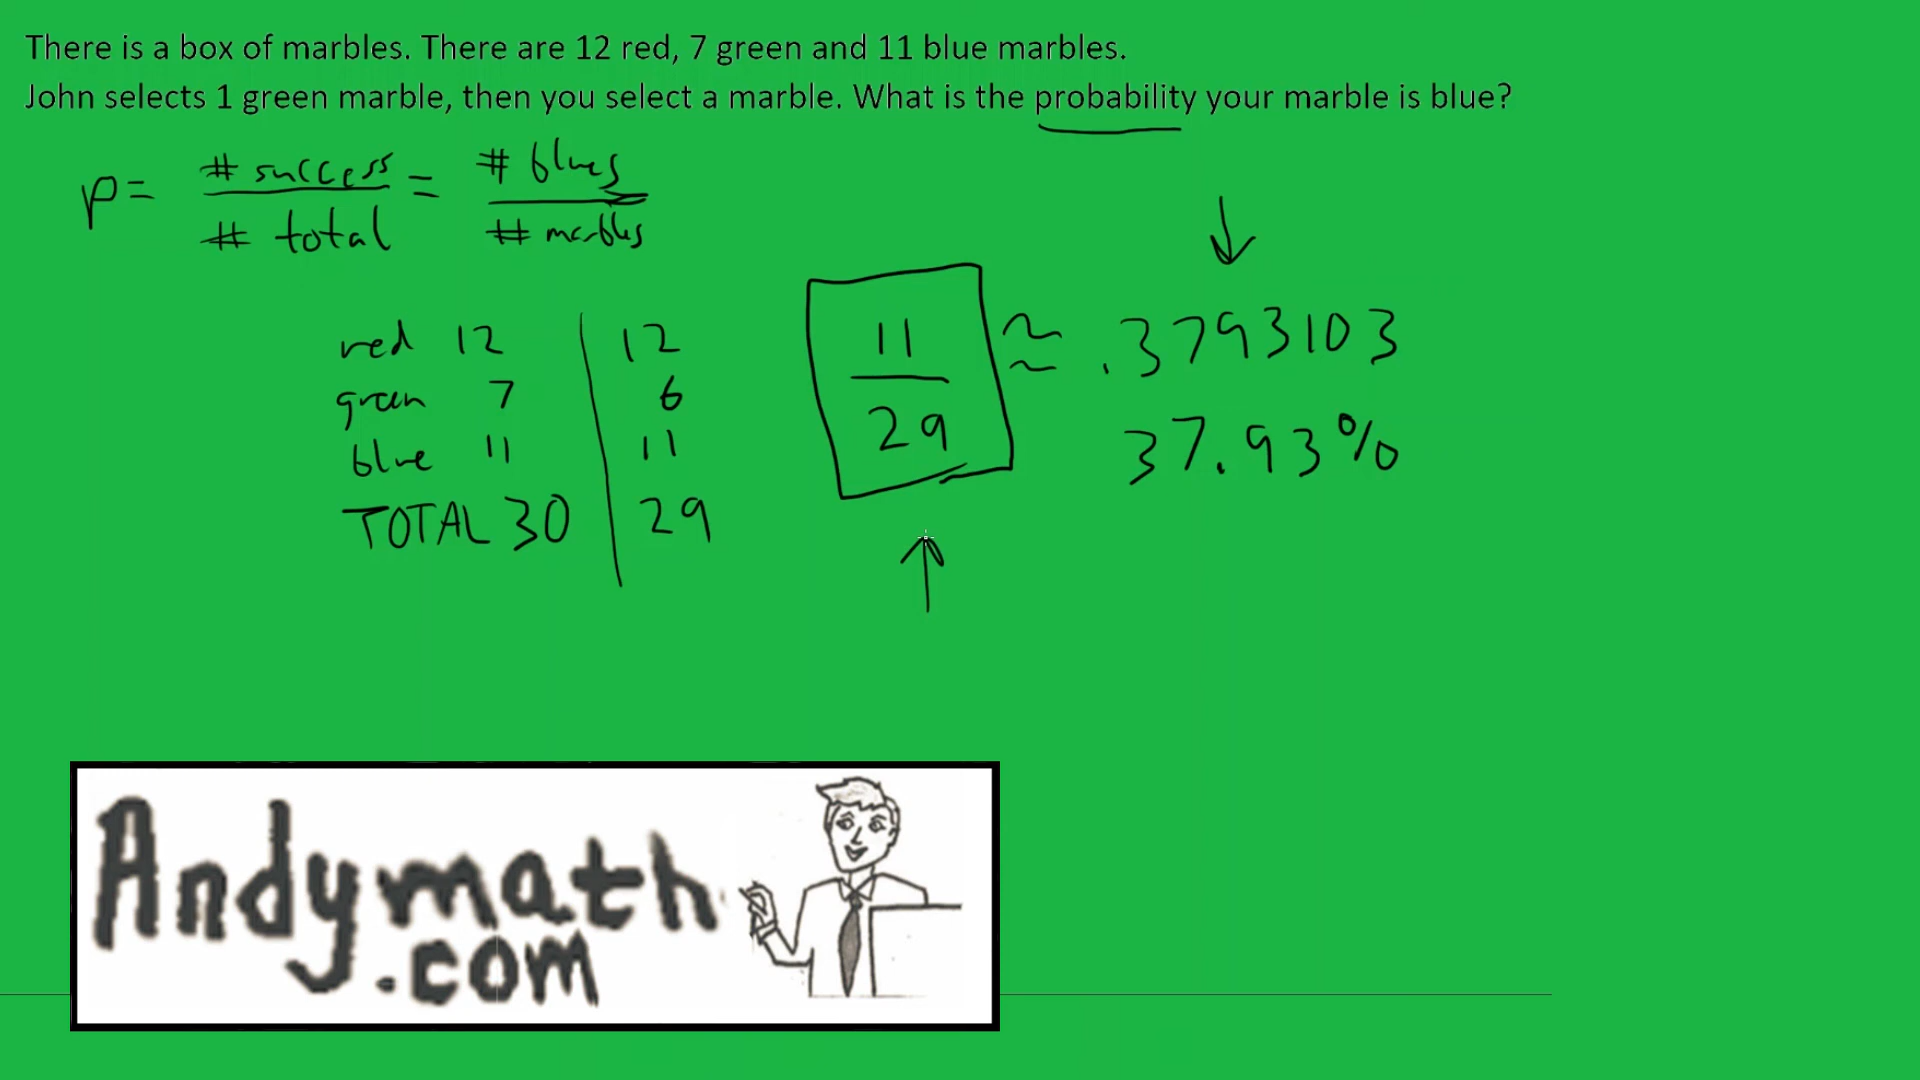 There is a box of marbles. There are 12 red, 7 green and 11 blue marbles.
John selects 1 green marble, then you select a marble. What is the probability your marble is blue?
p= # success = # blues
# total # marbles
red 12 12
green 7 6
blue 11 11
TOTAL 30 29
11
29
≈ .3793103
37.93%
Andymath
.com